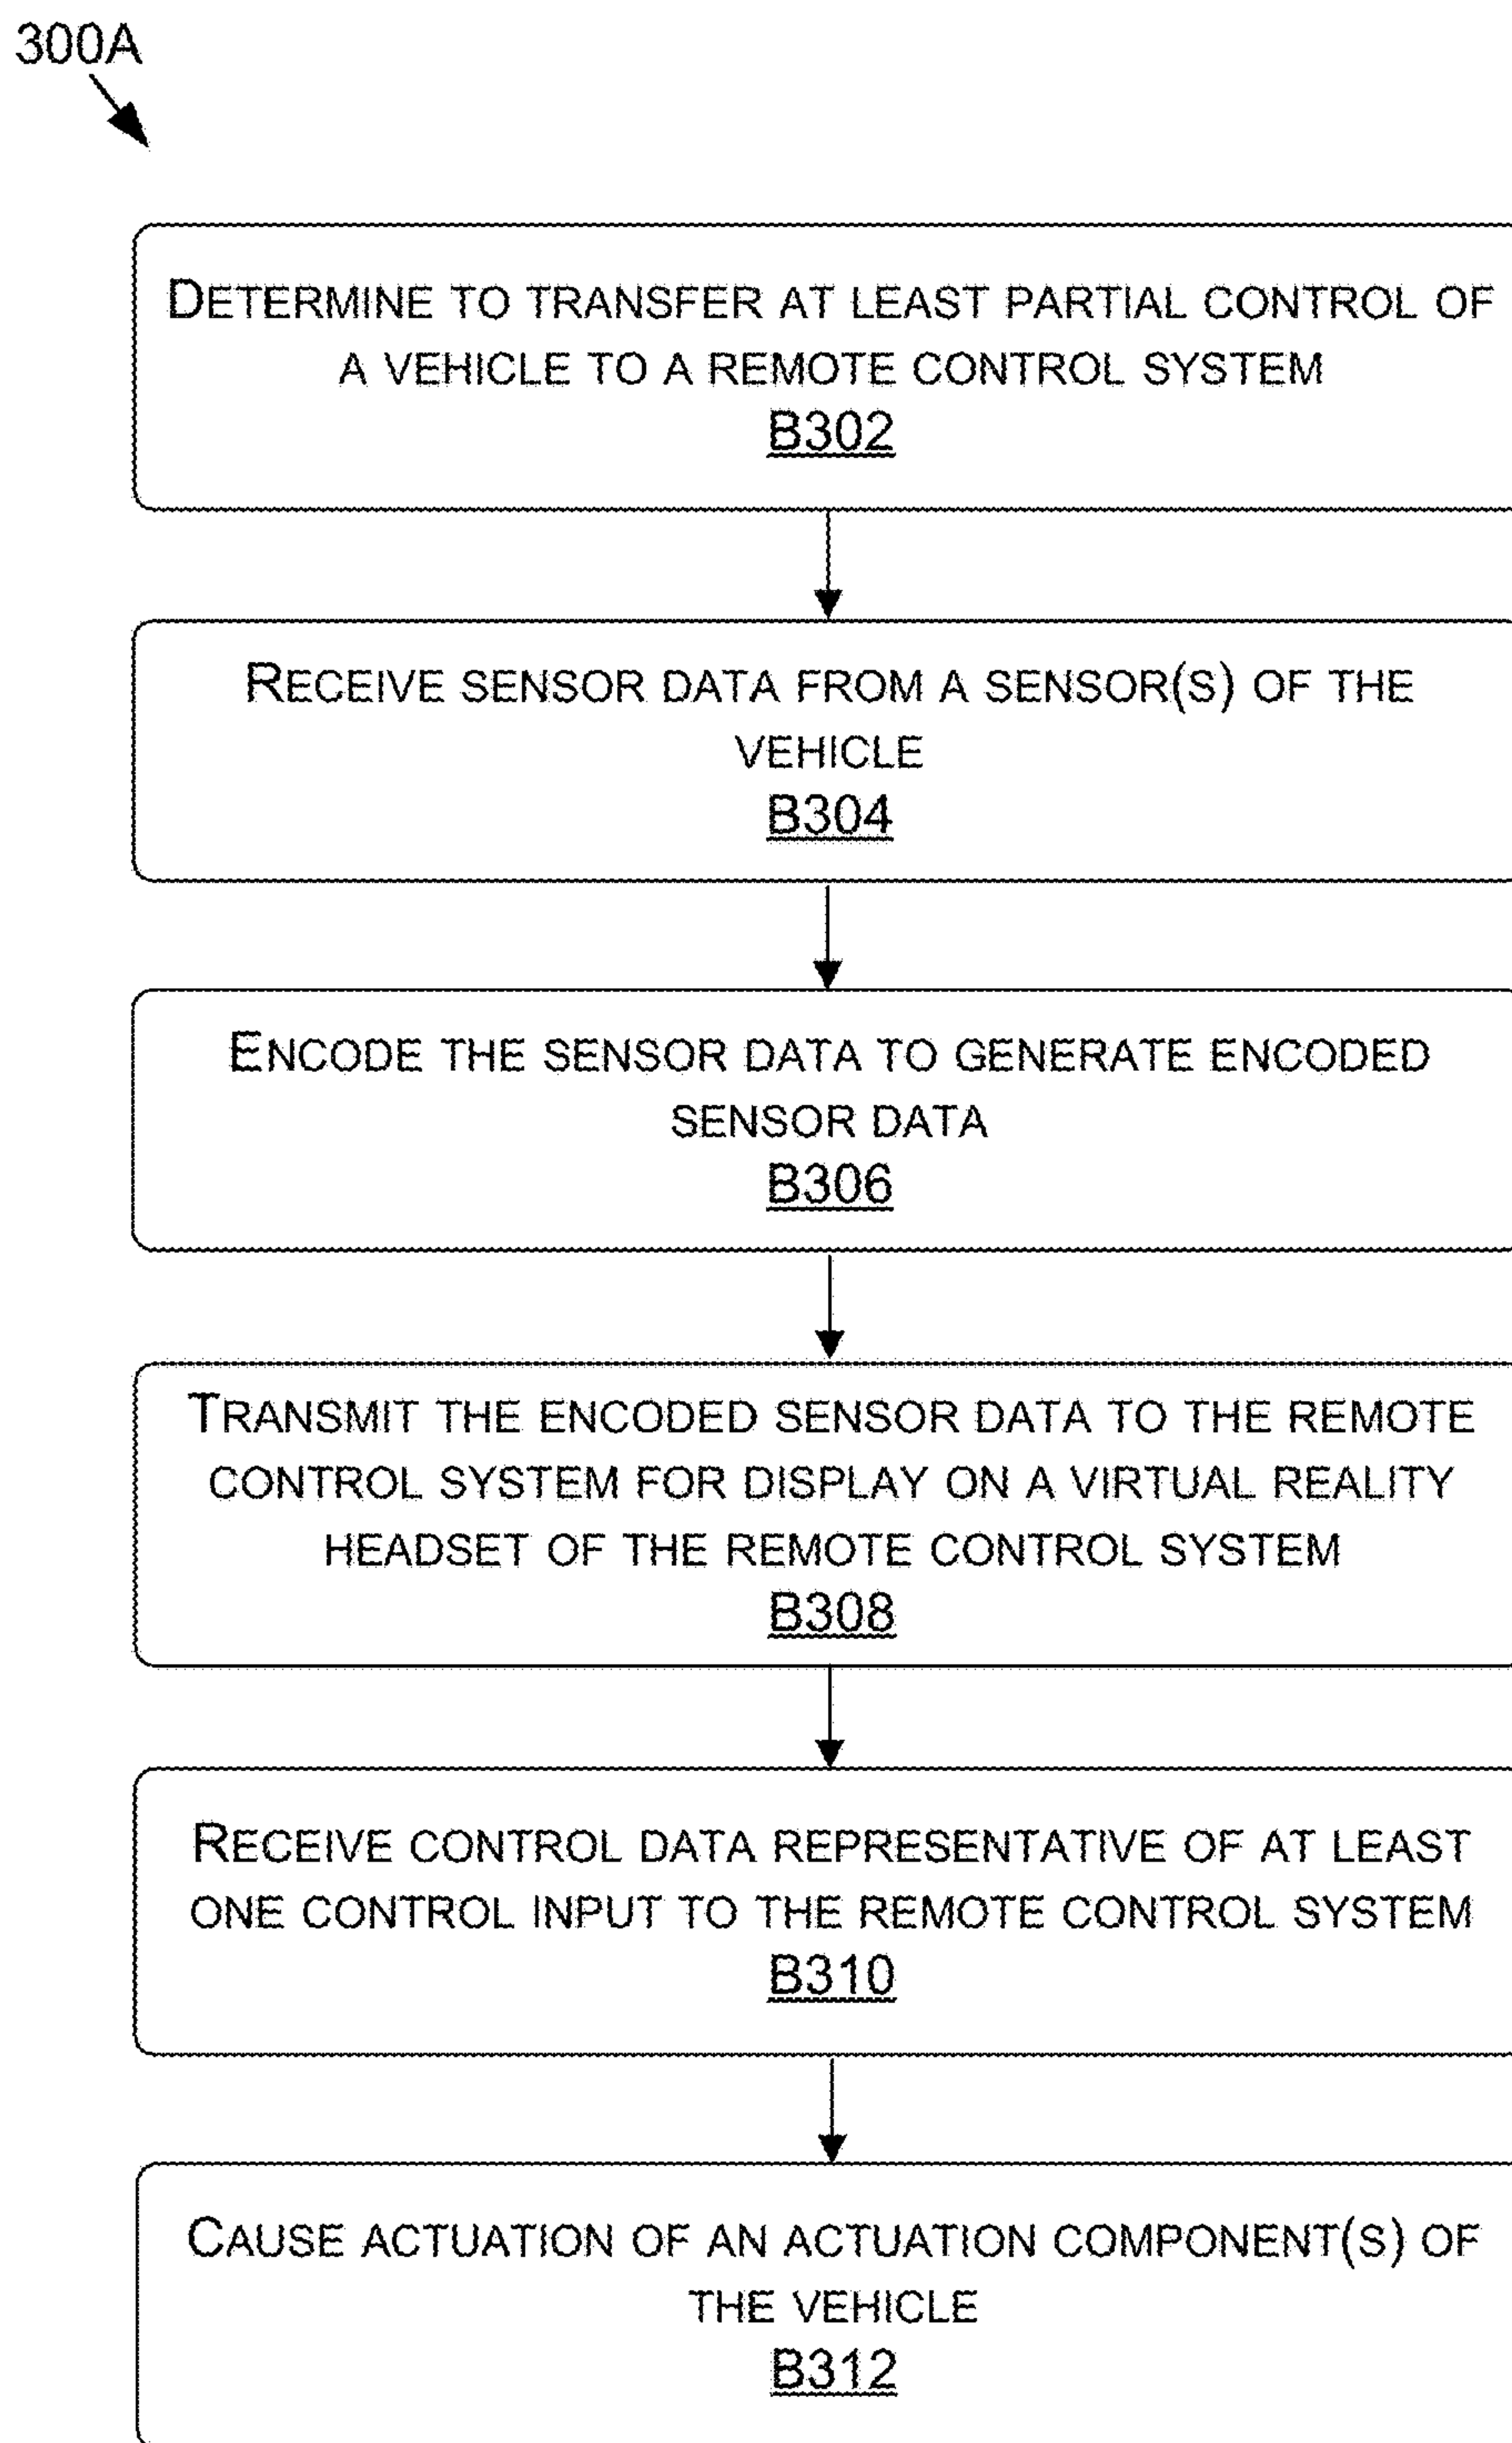 300A
DETERMINE TO TRANSFER AT LEAST PARTIAL CONTROL OF
A VEHICLE TO A REMOTE CONTROL SYSTEM
B302
RECEIVE SENSOR DATA FROM A SENSOR(S) OF THE
VEHICLE
B304
ENCODE THE SENSOR DATA TO GENERATE ENCODED
SENSOR DATA
B306
TRANSMIT THE ENCODED SENSOR DATA TO THE REMOTE
CONTROL SYSTEM FOR DISPLAY ON A VIRTUAL REALITY
HEADSET OF THE REMOTE CONTROL SYSTEM
B308
RECEIVE CONTROL DATA REPRESENTATIVE OF AT LEAST
ONE CONTROL INPUT TO THE REMOTE CONTROL SYSTEM
B310
CAUSE ACTUATION OF AN ACTUATION COMPONENT(S) OF
THE VEHICLE
B312